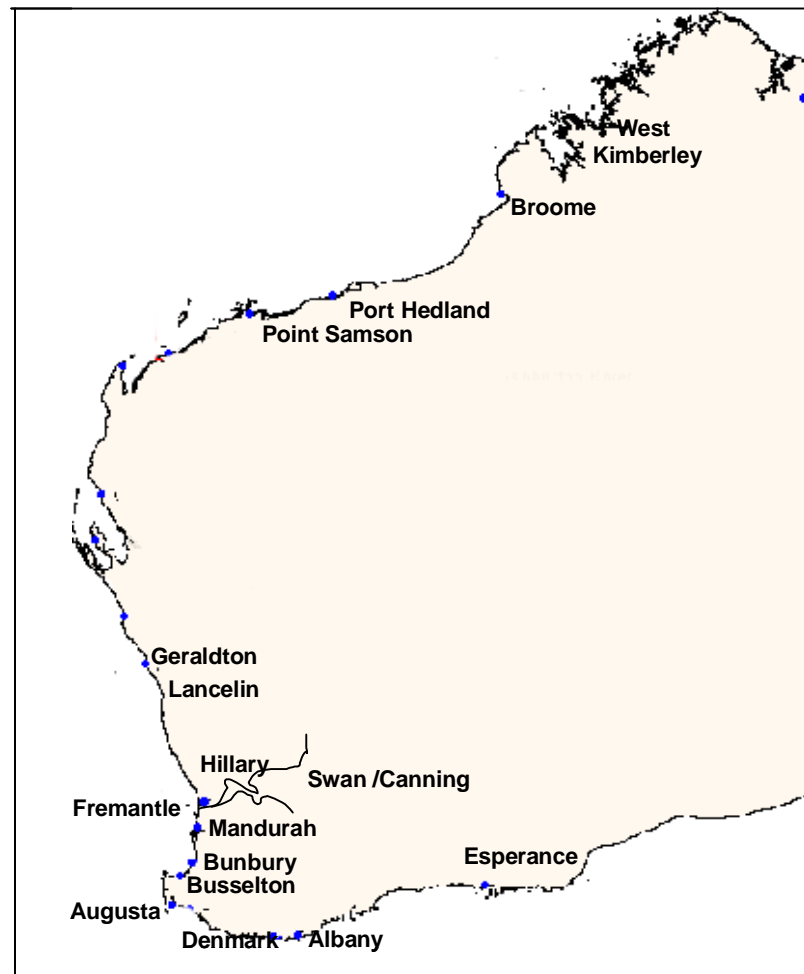 West
Kimberley
Broome
Port Hedland
Point Samson
Geraldton
Lancelin
Hillary
Swan /Canning
Fremantle
Mandurah
Bunbury
Esperance
Busselton
Augusta
Denmark
Albany